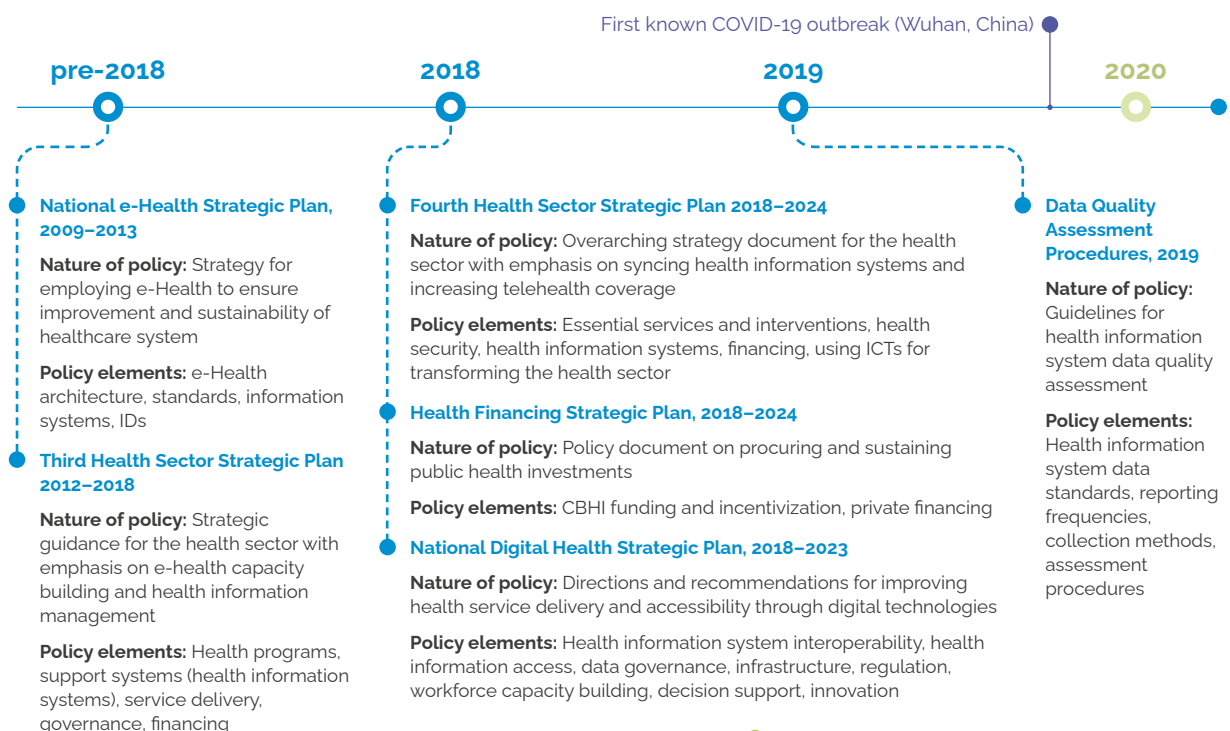 First known COVID-19 outbreak (Wuhan, China)
pre-2018
2018
2019
2020
National e-Health Strategic Plan,
2009–2013
Nature of policy: Strategy for
employing e-Health to ensure
improvement and sustainability of
healthcare system
Policy elements: e-Health
architecture, standards, information
systems, IDs
Third Health Sector Strategic Plan
2012–2018
Nature of policy: Strategic
guidance for the health sector with
emphasis on e-health capacity
building and health information
management
Policy elements: Health programs,
support systems (health information
systems), service delivery,
governance, financing
Fourth Health Sector Strategic Plan 2018–2024
Nature of policy: Overarching strategy document for the health
sector with emphasis on syncing health information systems and
increasing telehealth coverage
Policy elements: Essential services and interventions, health
security, health information systems, financing, using ICTs for
transforming the health sector
Health Financing Strategic Plan, 2018–2024
Nature of policy: Policy document on procuring and sustaining
public health investments
Policy elements: CBHI funding and incentivization, private financing
National Digital Health Strategic Plan, 2018–2023
Nature of policy: Directions and recommendations for improving
health service delivery and accessibility through digital technologies
Policy elements: Health information system interoperability, health
information access, data governance, infrastructure, regulation,
workforce capacity building, decision support, innovation
Data Quality
Assessment
Procedures, 2019
Nature of policy:
Guidelines for
health information
system data quality
assessment
Policy elements:
Health information
system data
standards, reporting
frequencies,
collection methods,
assessment
procedures